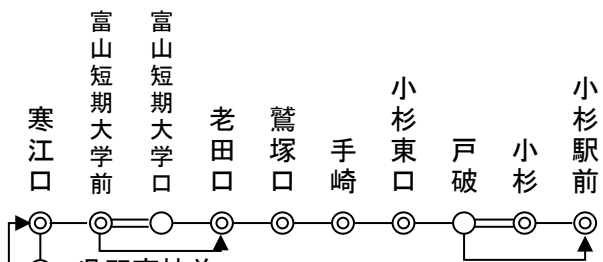 寒江口
富山短期大学前
富山短期大学口
老田口
鷲塚口
手崎
小杉東口
戸破
小杉
小杉駅前